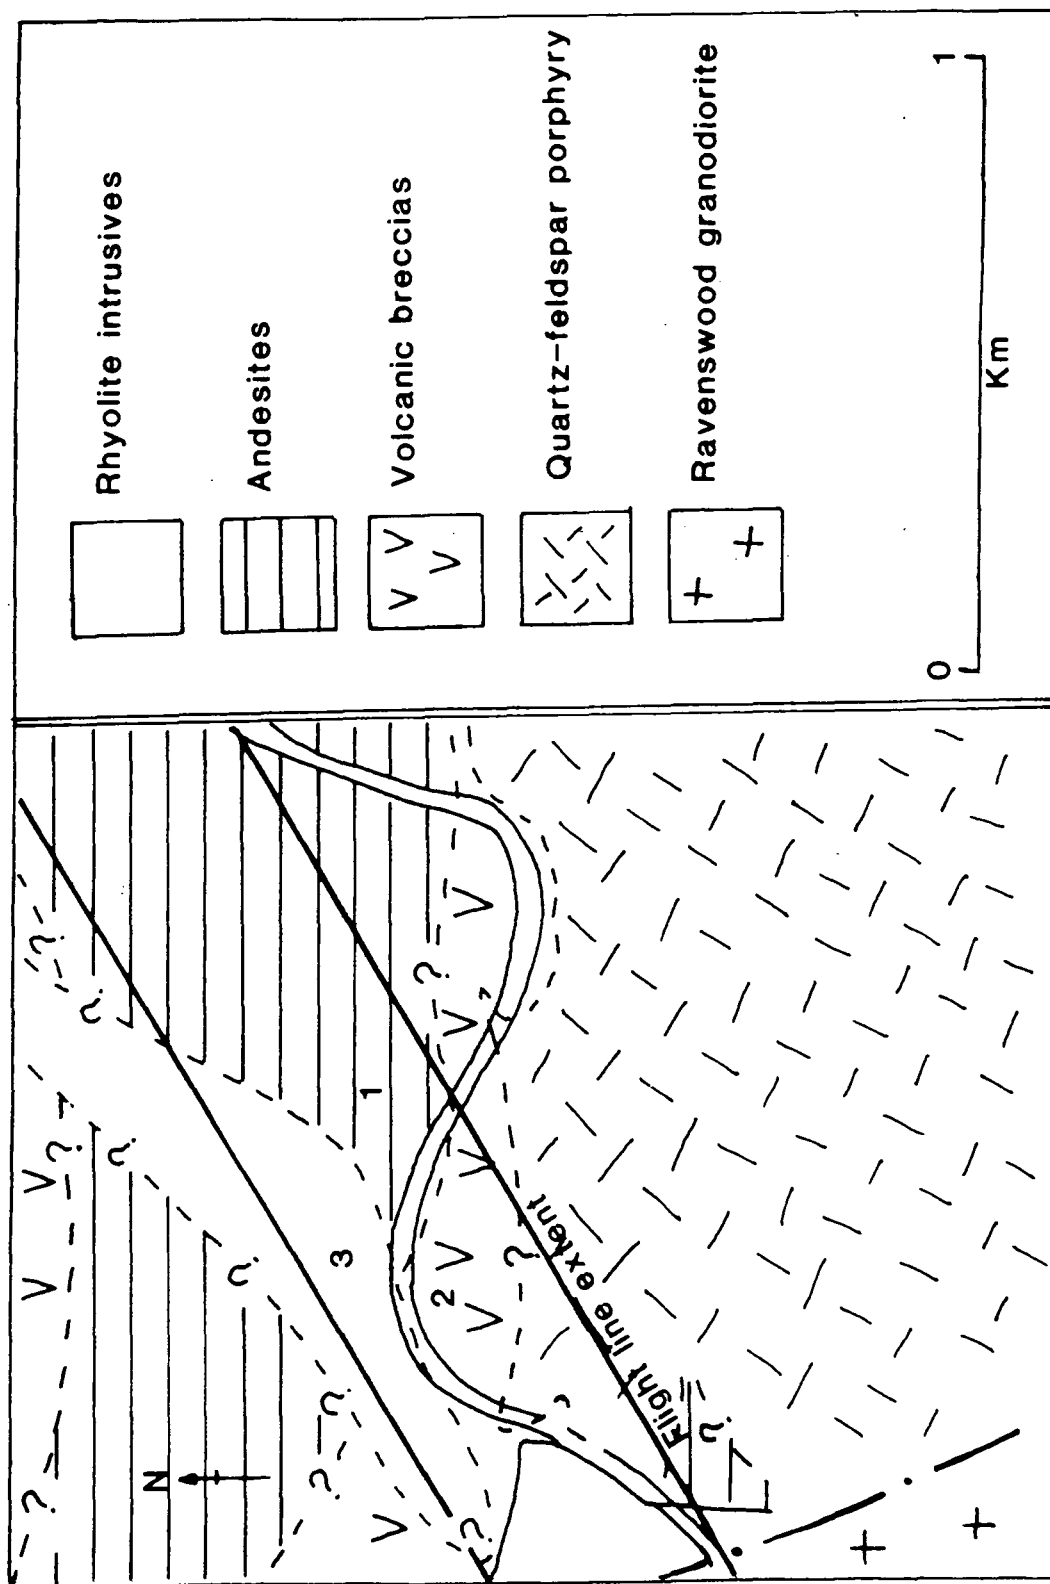 Rhyolite intrusives
Andesites
V V V
Volcanic breccias
Quartz-feldspar porphyry
Ravenswood granodiorite
0 1
Km
N
? ? ? ?
V V
? ? ? ?
V
?
3
1
2
V V V
V ? V
?
Flight line extent
?